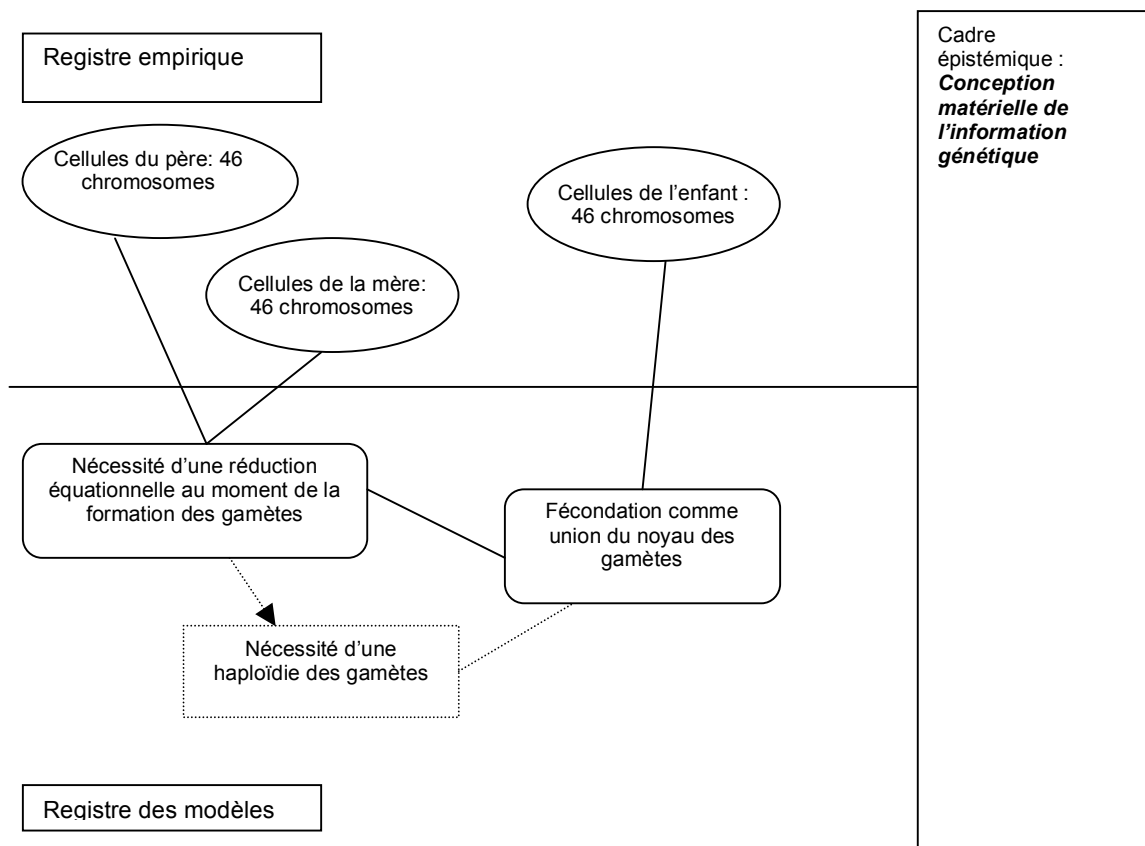 Registre empirique
Cadre
épistémique :
Conception
matérielle de
l'information
génétique
Cellules du père: 46
chromosomes
Cellules de l'enfant :
46 chromosomes
Cellules de la mère:
46 chromosomes
Nécessité d'une réduction
équationnelle au moment de la
formation des gamètes
Fécondation comme
union du noyau des
gamètes
Nécessité d'une
haploïdie des gamètes
Registre des modèles